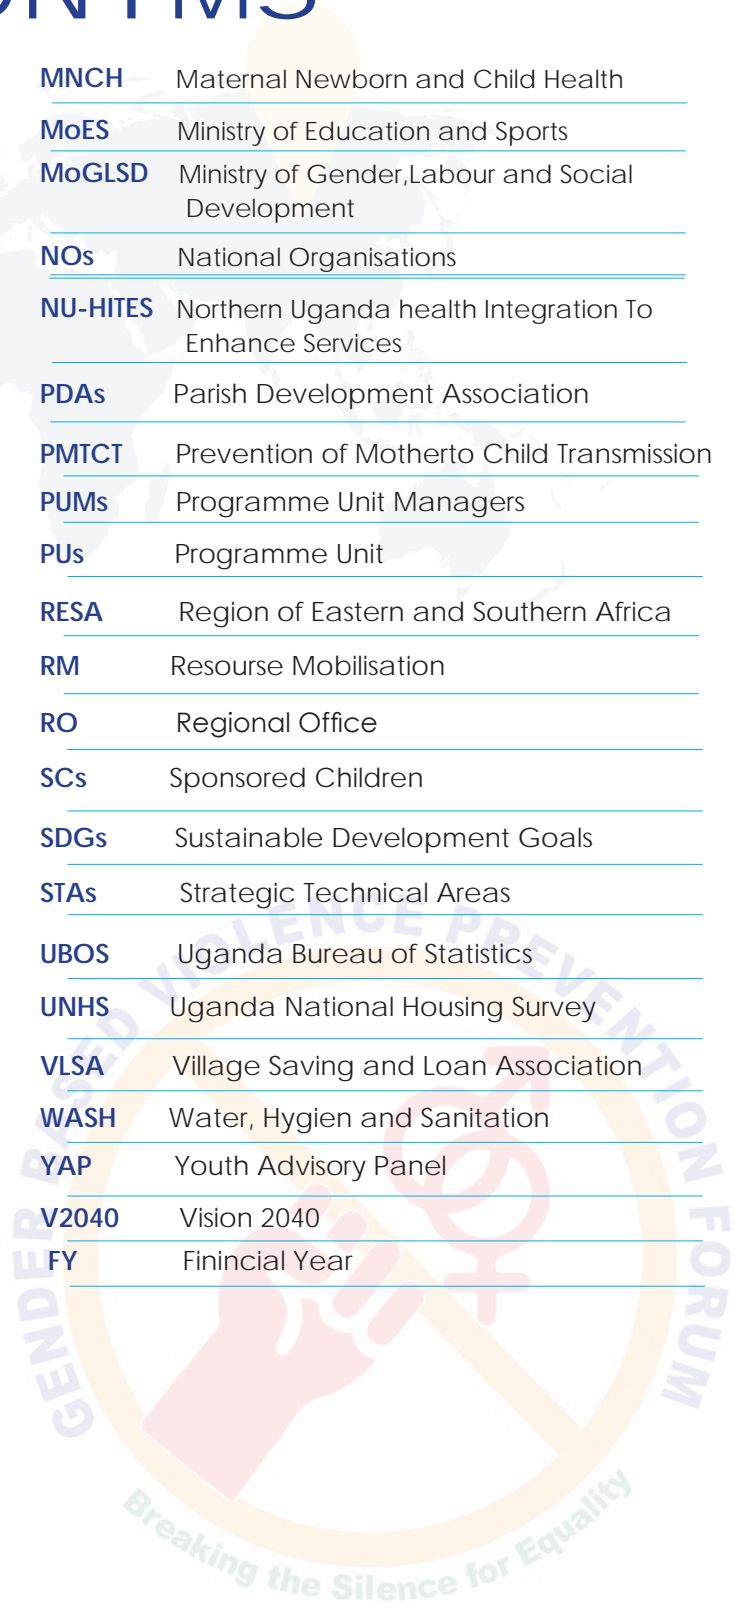 ONYMS
MNCH Maternal Newborn and Child Health
MoES Ministry of Education and Sports
MoGLSD Ministry of Gender,Labour and Social
Development
NOs National Organisations
NU-HITES Northern Uganda health Integration To
Enhance Services
PDAs Parish Development Association
PMTCT Prevention of Motherto Child Transmission
PUMs Programme Unit Managers
PUs Programme Unit
RESA Region of Eastern and Southern Africa
RM Resourse Mobilisation
RO Regional Office
SCs Sponsored Children
SDGs Sustainable Development Goals
STAs Strategic Technical Areas
UBOS Uganda Bureau of Statistics
UNHS Uganda National Housing Survey
VLSA Village Saving and Loan Association
WASH Water, Hygien and Sanitation
YAP Youth Advisory Panel
V2040 Vision 2040
FY Finincial Year
GENDER BASED VIOLENCE PREVENTION FORUM
Breaking the Silence for Equality